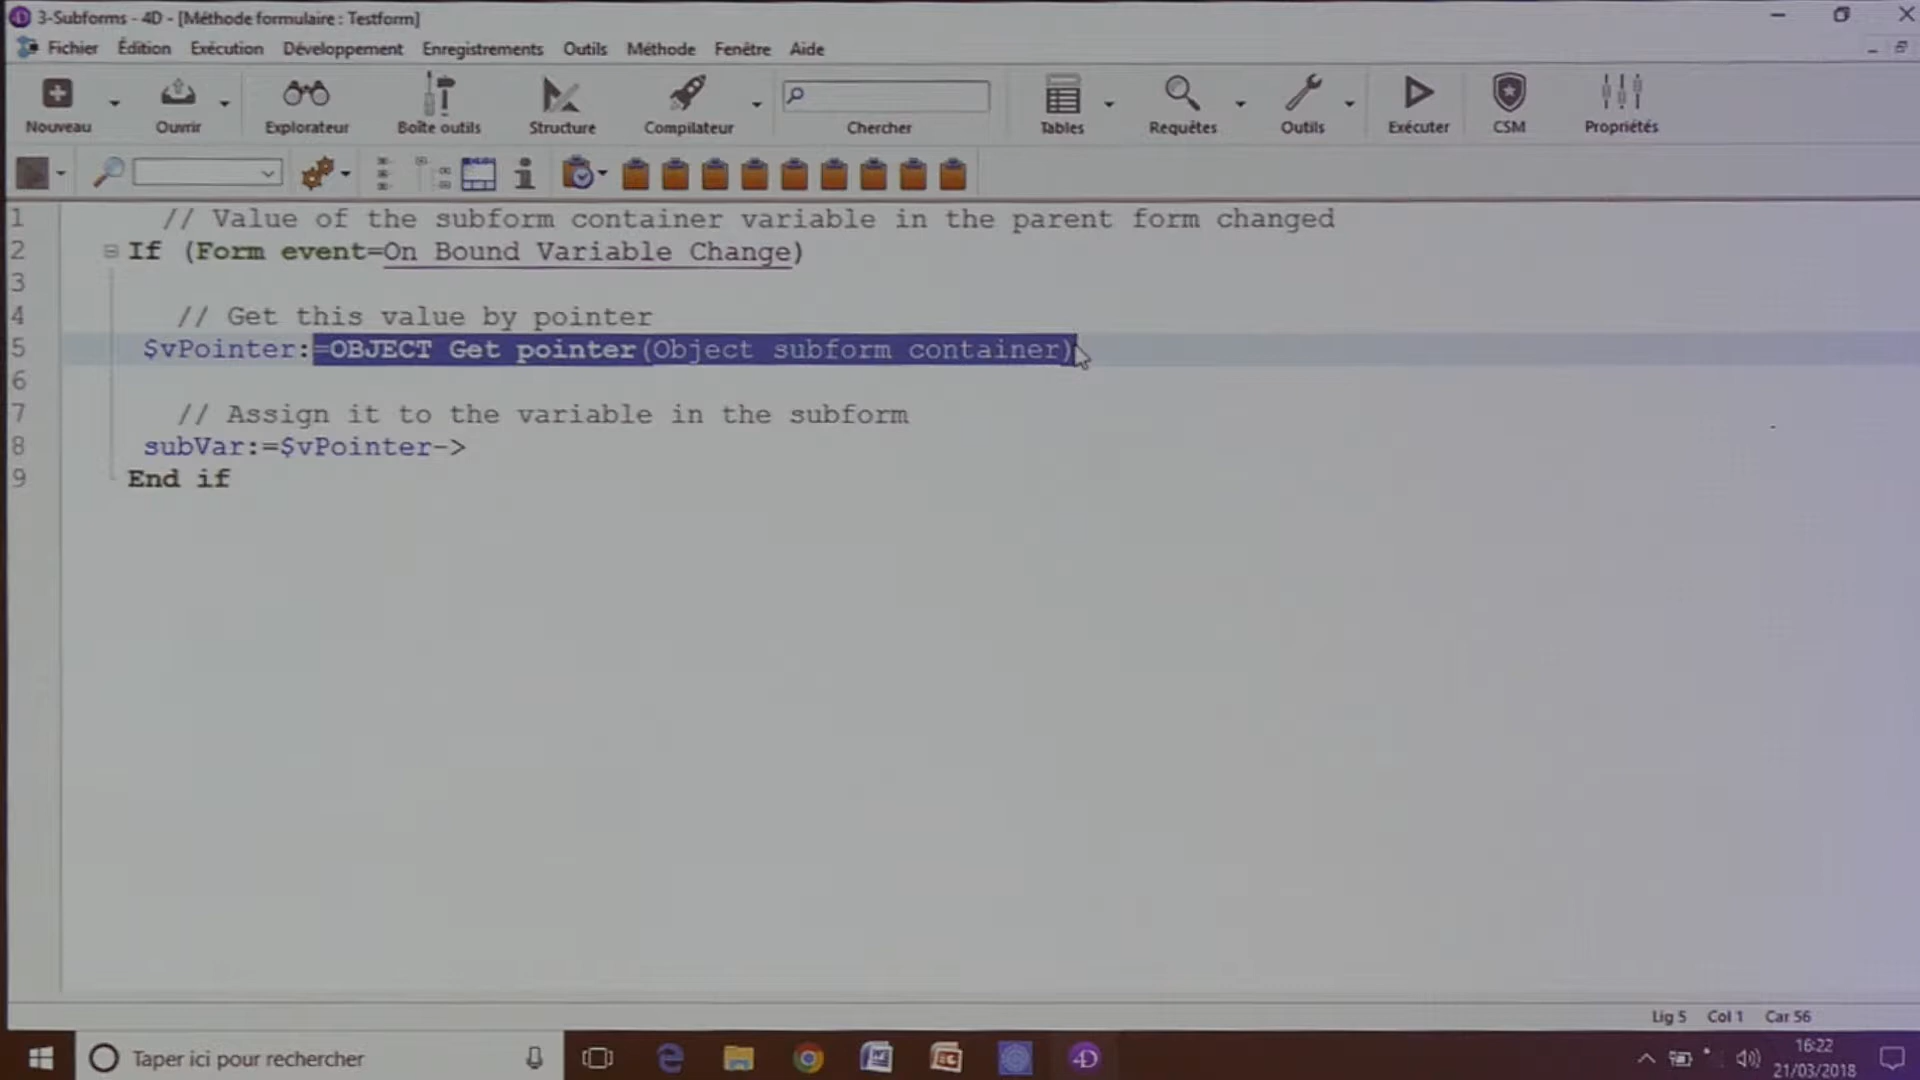 3-Subforms - 4D - [Méthode formulaire : Testform]
Fichier Édition Exécution Développement Enregistrements Outils Méthode Fenêtre Aide
Nouveau Ouvrir Explorateur Boîte outils Structure Compilateur Chercher Tables Requêtes Outils Exécuter CSM Propriétés
1 // Value of the subform container variable in the parent form changed
2 If (Form event=On Bound Variable Change)
3
4 // Get this value by pointer
5 $vPointer:=OBJECT Get pointer(Object subform container)
6
7 // Assign it to the variable in the subform
8 subVar:=$vPointer->
9 End if
Lig 5 Col 1 Car 56
Taper ici pour rechercher
4D
16:22
21/03/2018